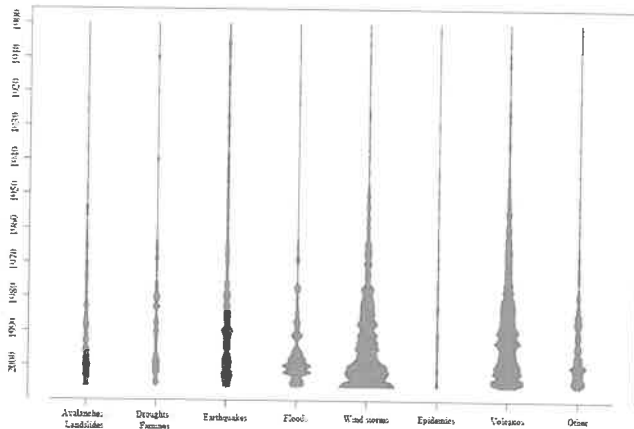 1900
1910
1920
1930
1940
1950
1960
1970
1980
1990
2000
Avalanches
Landslides
Droughts
Famines
Earthquakes
Floods
Wind storms
Epidemics
Volcanos
Other